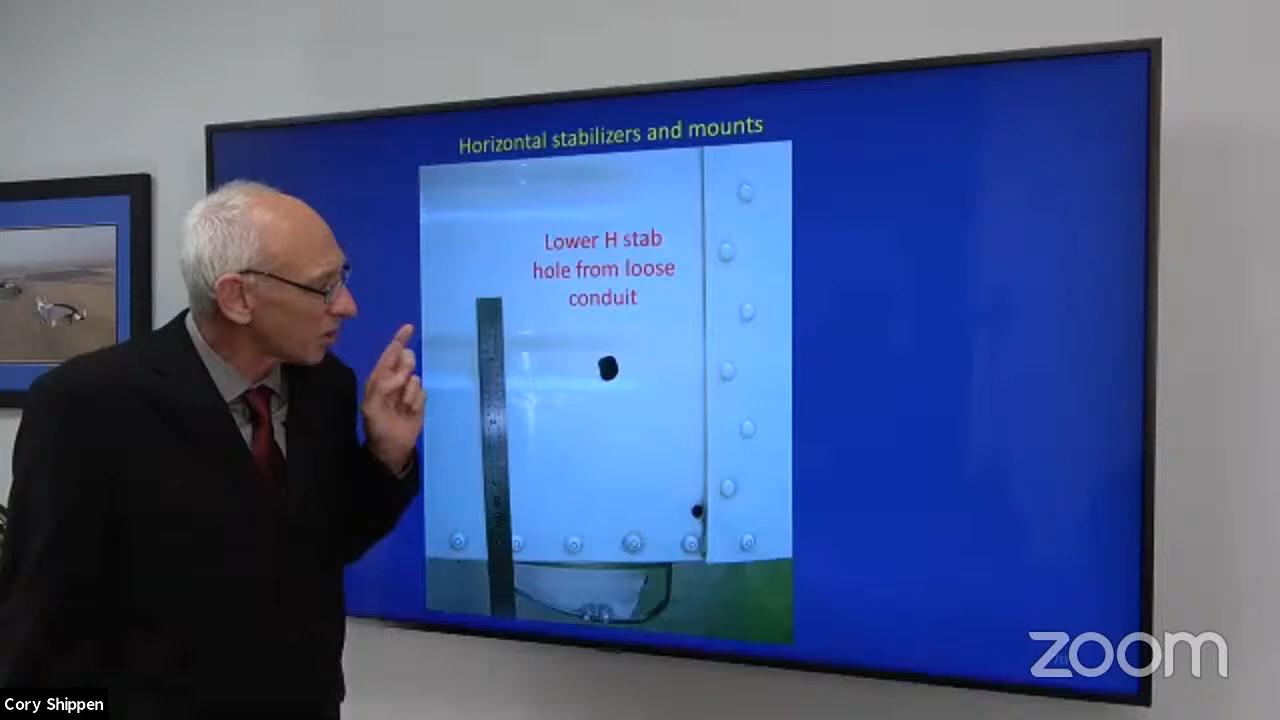 Horizontal stabilizers and mounts
Lower H stab
hole from loose
conduit
zoom
Cory Shippen